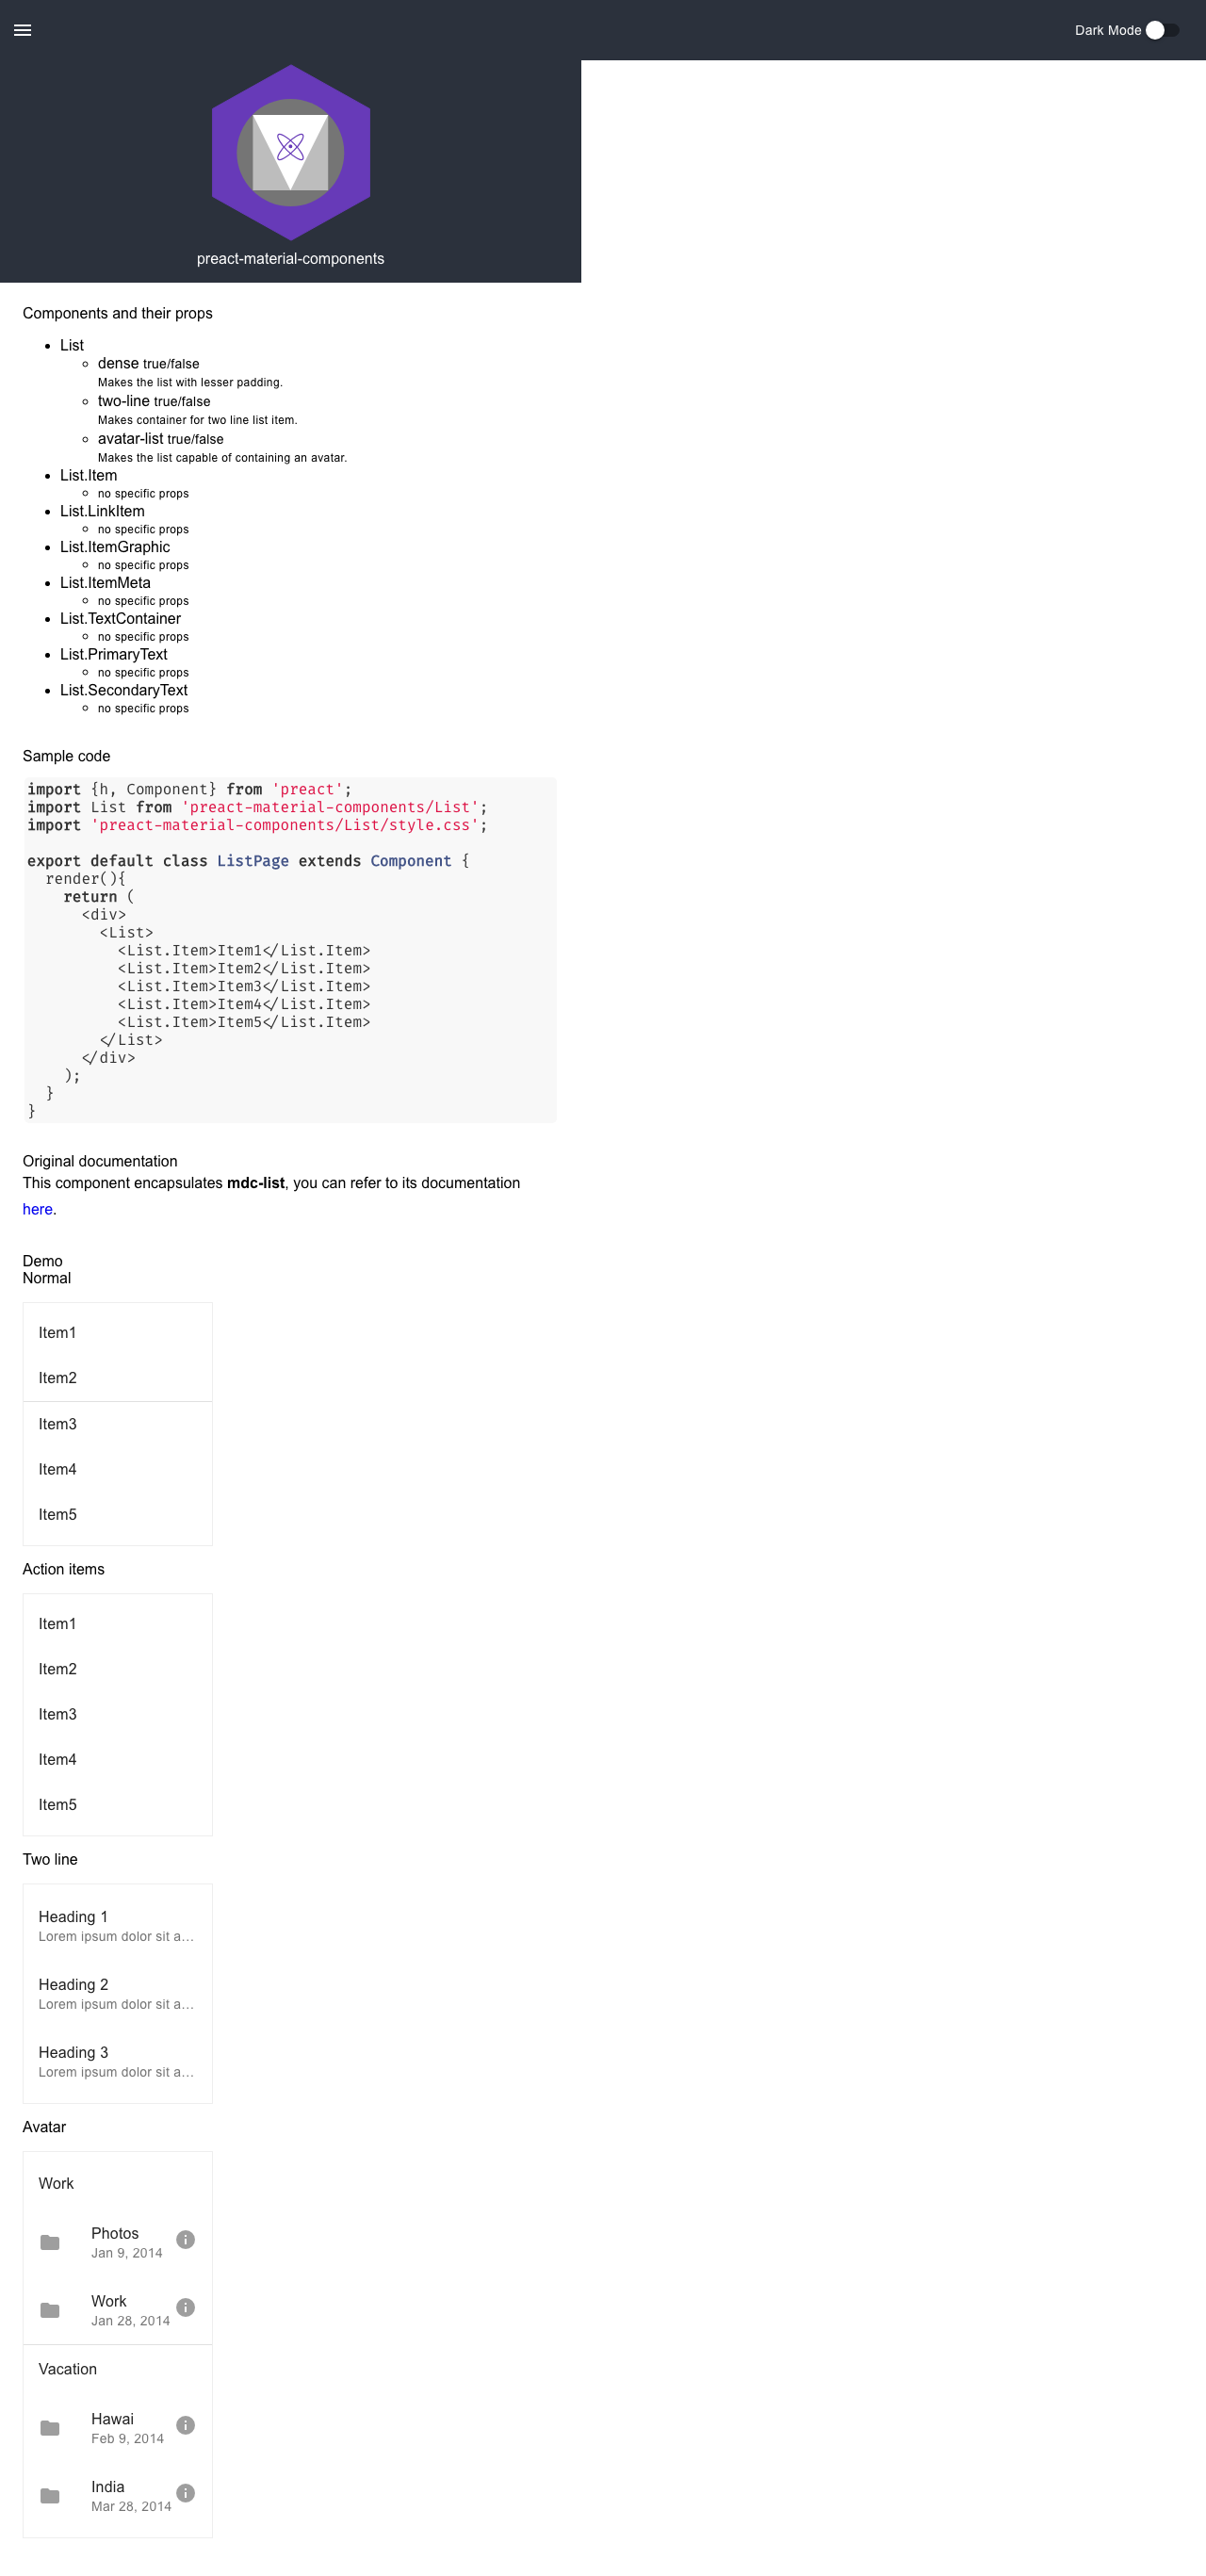 Dark Mode
preact-material-components
Components and their props
List
dense true/false
Makes the list with lesser padding.
two-line true/false
Makes container for two line list item.
avatar-list true/false
Makes the list capable of containing an avatar.
List.Item
no specific props
List.LinkItem
no specific props
List.ItemGraphic
no specific props
List.ItemMeta
no specific props
List.TextContainer
no specific props
List.PrimaryText
no specific props
List.SecondaryText
no specific props
Sample code
import {h, Component} from 'preact';
import List from 'preact-material-components/List';
import 'preact-material-components/List/style.css';
export default class ListPage extends Component {
  render(){
    return (
      <div>
        <List>
          <List.Item>Item1</List.Item>
          <List.Item>Item2</List.Item>
          <List.Item>Item3</List.Item>
          <List.Item>Item4</List.Item>
          <List.Item>Item5</List.Item>
        </List>
      </div>
    );
  }
}
Original documentation
This component encapsulates mdc-list, you can refer to its documentation
here.
Demo
Normal
Item1
Item2
Item3
Item4
Item5
Action items
Item1
Item2
Item3
Item4
Item5
Two line
Heading 1
Lorem ipsum dolor sit a...
Heading 2
Lorem ipsum dolor sit a...
Heading 3
Lorem ipsum dolor sit a...
Avatar
Work
Photos
Jan 9, 2014
Work
Jan 28, 2014
Vacation
Hawai
Feb 9, 2014
India
Mar 28, 2014